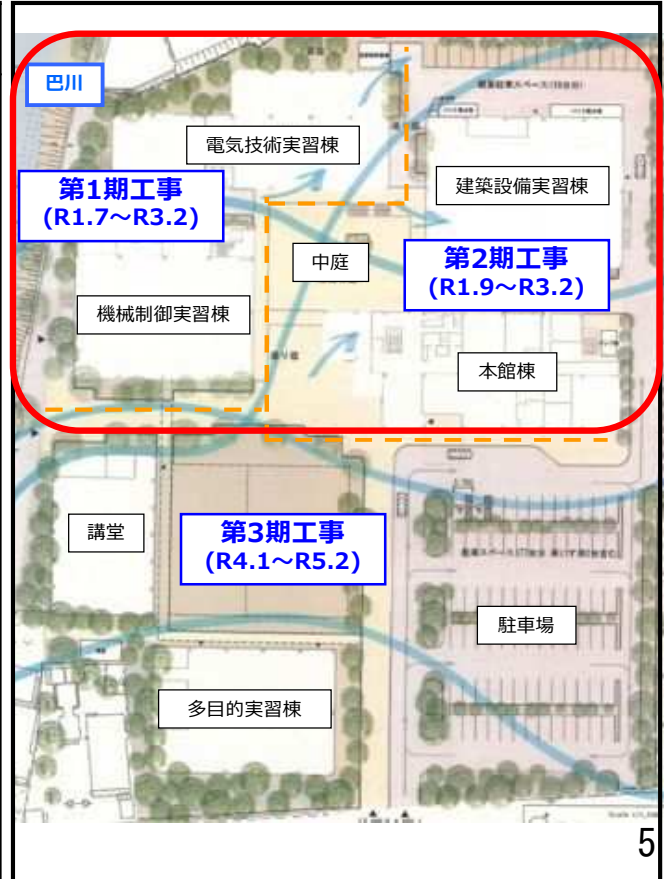 巴川
電気技術実習棟
建築設備実習棟
第1期工事
(R1.7～R3.2)
中庭
第2期工事
(R1.9～R3.2)
機械制御実習棟
本館棟
講堂
第3期工事
(R4.1～R5.2)
駐車場
多目的実習棟
5